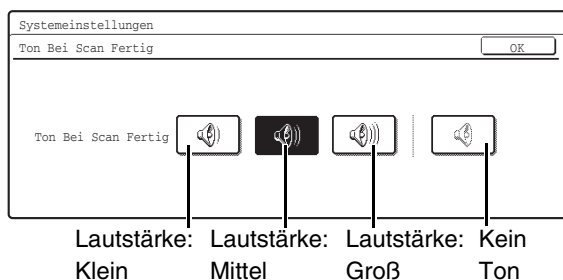 Systemeinstellungen
Ton Bei Scan Fertig
OK
Ton Bei Scan Fertig
Lautstärke: Lautstärke: Lautstärke: Kein
Klein Mittel Groß Ton